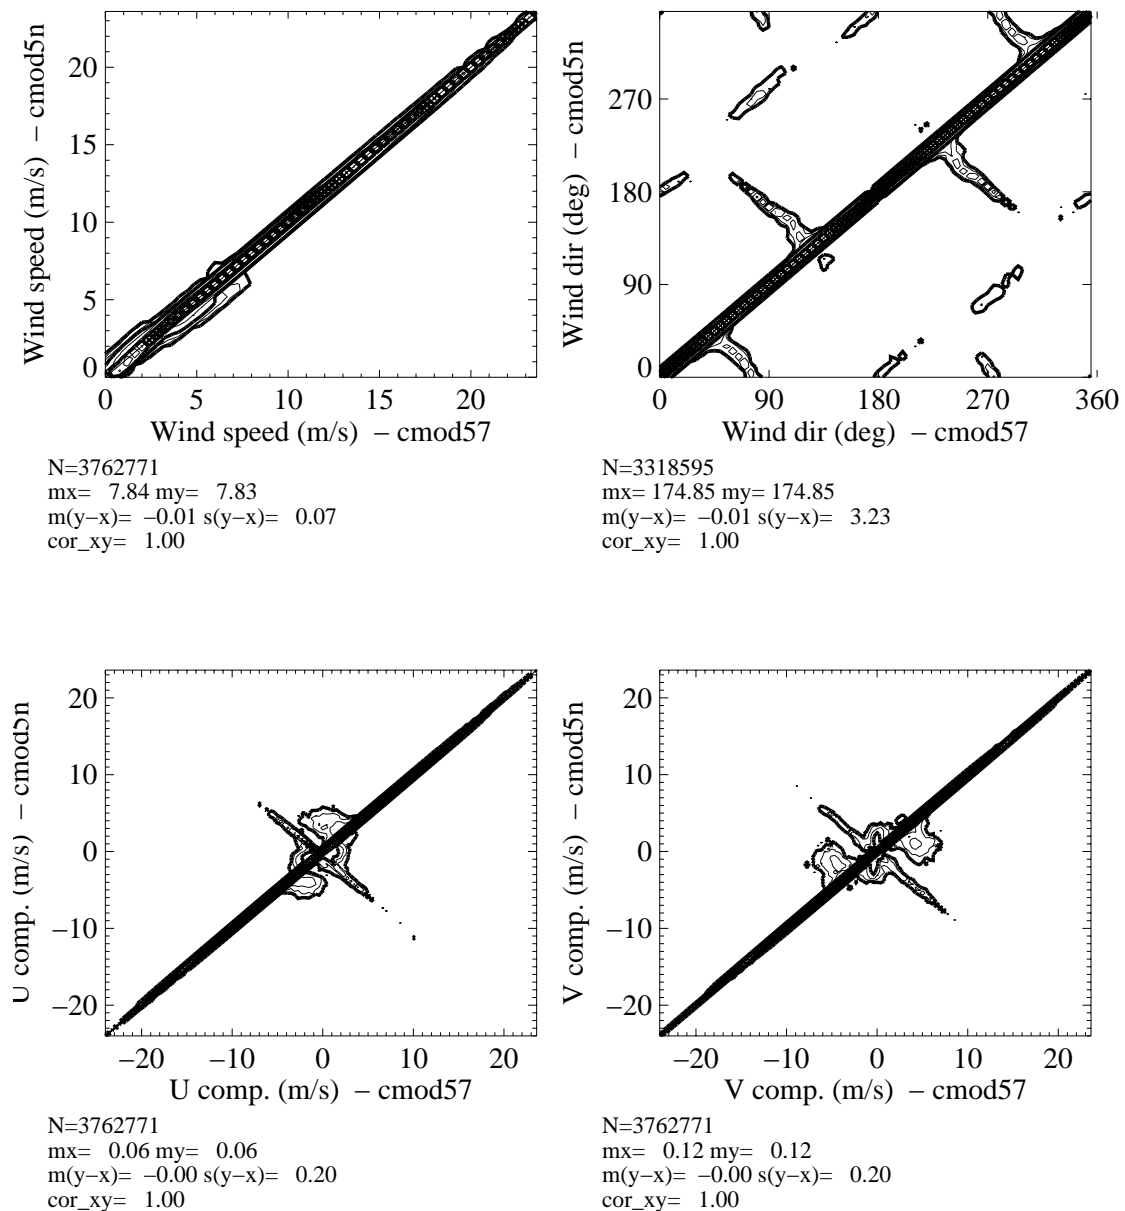 Wind speed (m/s) − cmod5n
20
15
10
5
0
0 5 10 15 20
Wind speed (m/s) − cmod57
N=3762771
mx= 7.84 my= 7.83
m(y−x)= −0.01 s(y−x)= 0.07
cor_xy= 1.00
Wind dir (deg) − cmod5n
270
180
90
0
0 90 180 270 360
Wind dir (deg) − cmod57
N=3318595
mx= 174.85 my= 174.85
m(y−x)= −0.01 s(y−x)= 3.23
cor_xy= 1.00
U comp. (m/s) − cmod5n
20
10
0
−10
−20
−20 −10 0 10 20
U comp. (m/s) − cmod57
N=3762771
mx= 0.06 my= 0.06
m(y−x)= −0.00 s(y−x)= 0.20
cor_xy= 1.00
V comp. (m/s) − cmod5n
20
10
0
−10
−20
−20 −10 0 10 20
V comp. (m/s) − cmod57
N=3762771
mx= 0.12 my= 0.12
m(y−x)= −0.00 s(y−x)= 0.20
cor_xy= 1.00